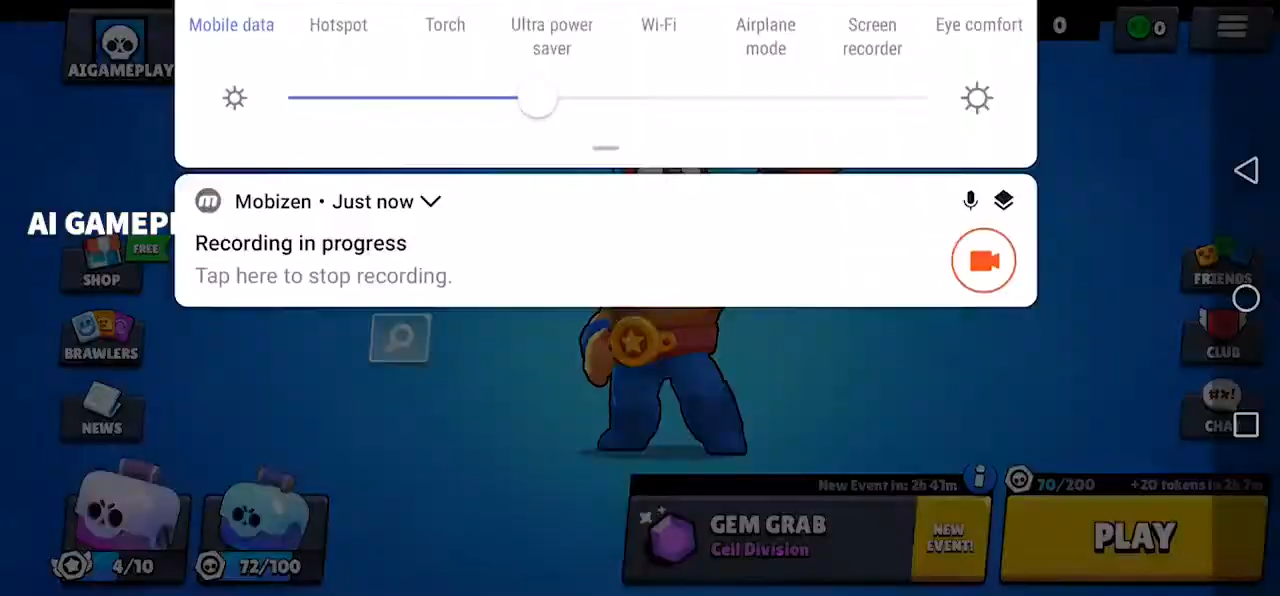 Mobile data
Hotspot
Torch
Ultra power
saver
Wi-Fi
Airplane
mode
Screen
recorder
Eye comfort
0
0
AIGAMEPLAY
Mobizen • Just now
Recording in progress
Tap here to stop recording.
AI GAMEPL
FREE
SHOP
BRAWLERS
NEWS
FRIENDS
CLUB
#x!
CHA
4/10
72/100
New Event in: 2h 41m
GEM GRAB
Cell Division
NEW
EVENT!
70/200
+20 tokens in 2h 7m
PLAY